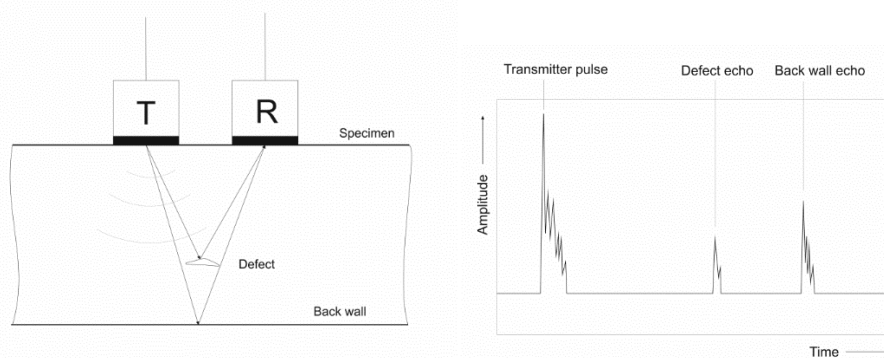 T
R
Specimen
Defect
Back wall
Transmitter pulse
Defect echo
Back wall echo
Amplitude
Time